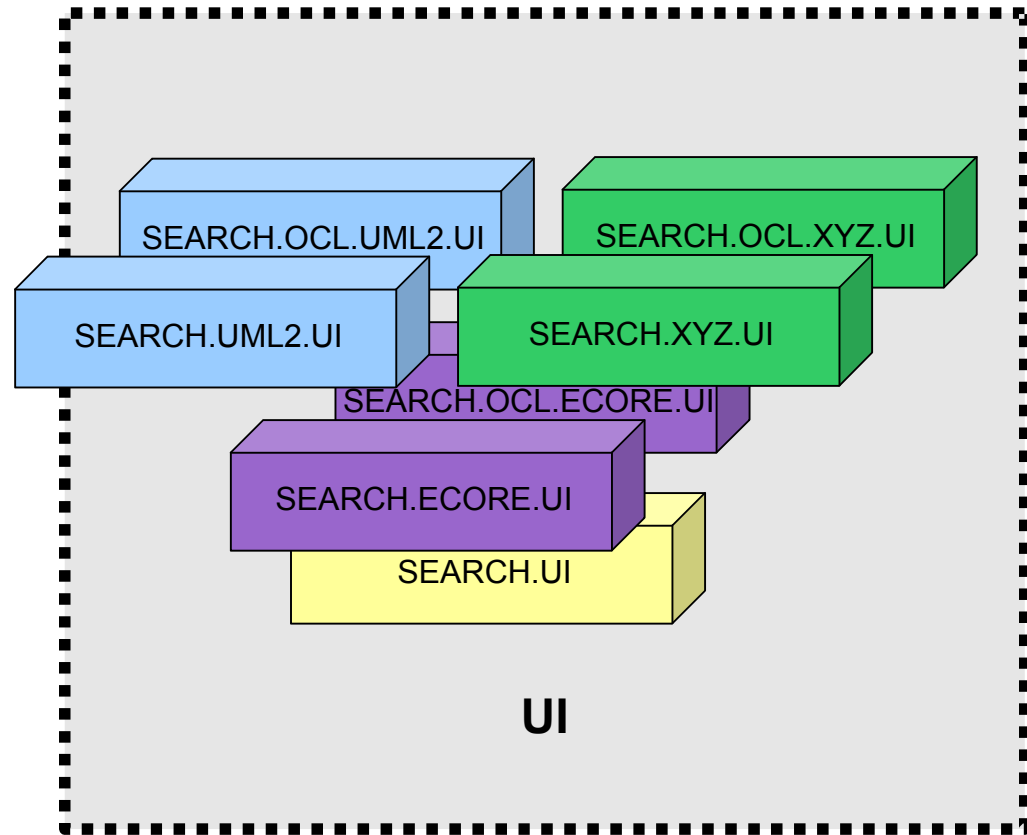 SEARCH.OCL.UML2.UI
SEARCH.OCL.XYZ.UI
SEARCH.UML2.UI
SEARCH.XYZ.UI
SEARCH.OCL.ECORE.UI
SEARCH.ECORE.UI
SEARCH.UI
UI